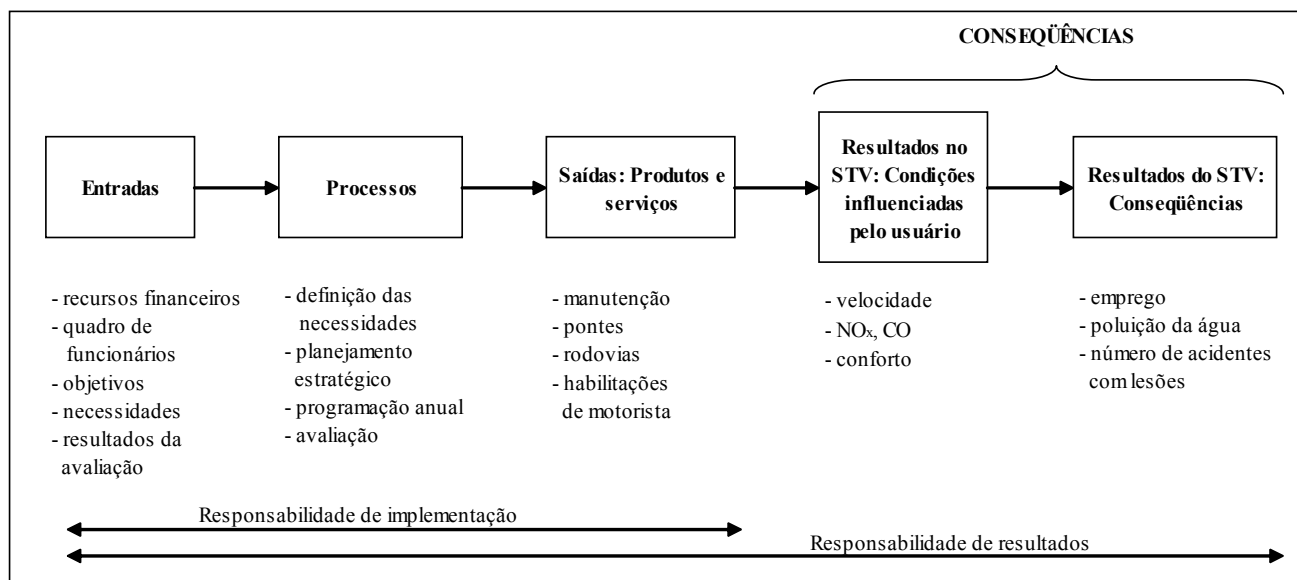 CONSEQÜÊNCIAS
Entradas
Processos
Saídas: Produtos e
serviços
Resultados no
STV: Condições
influenciadas
pelo usuário
Resultados do STV:
Conseqüências
- recursos financeiros
- quadro de
funcionários
- objetivos
- necessidades
- resultados da
avaliação
- definição das
necessidades
- planejamento
estratégico
- programação anual
- avaliação
- manutenção
- pontes
- rodovias
- habilitações
de motorista
- velocidade
- NOx, CO
- conforto
- emprego
- poluição da água
- número de acidentes
com lesões
Responsabilidade de implementação
Responsabilidade de resultados